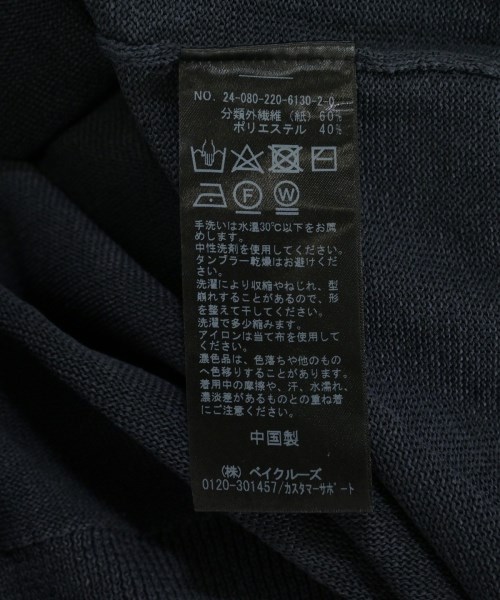 NO. 24-080-220-6130-2-0
分類外繊維（紙）60%
ポリエステル 40%
F W
手洗いは水温30℃以下をお薦
めします。
中性洗剤を使用してください。
タンブラー乾燥はお避けくだ
さい。
洗濯により収縮やねじれ、型
崩れすることがあるので、形
を整えて干してください。
洗濯で多少縮みます。
アイロンは当て布を使用して
ください。
濃色品は、色落ちや他のもの
へ色移りすることがあります。
着用中の摩擦や、汗、水濡れ、
濃淡差があるものとの重ね着
にご注意ください。
中国製
（株）ベイクルーズ
0120-301457/カスタマーサポート